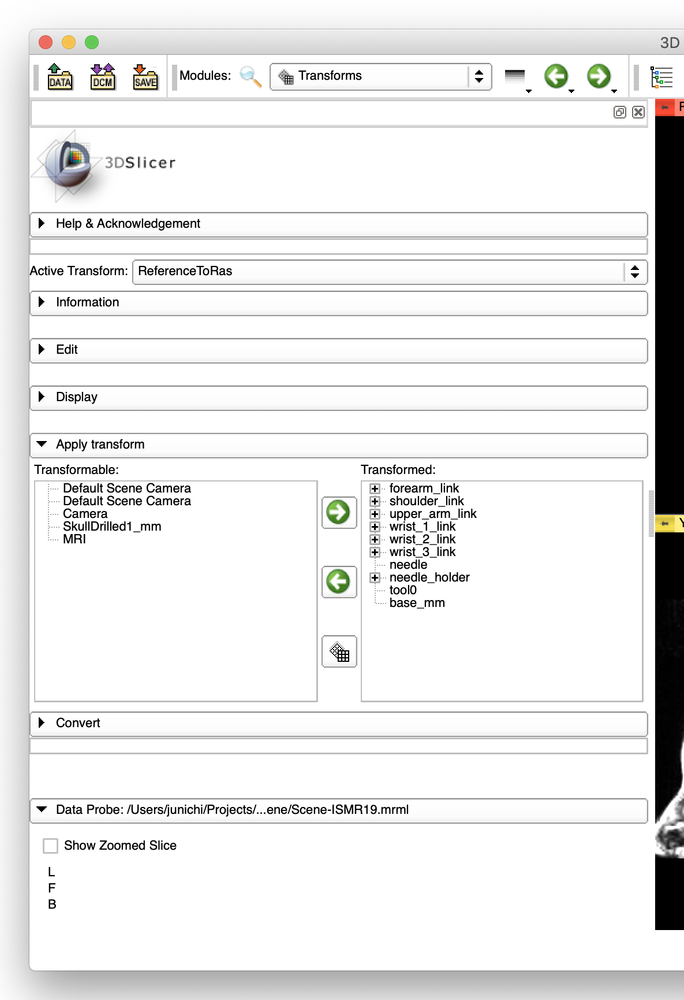 3D
DATA DCM SAVE Modules: Transforms
3DSlicer
Help & Acknowledgement
Active Transform: ReferenceToRas
Information
Edit
Display
Apply transform
Transformable:
Default Scene Camera
Default Scene Camera
Camera
SkullDrilled1_mm
MRI
Transformed:
forearm_link
shoulder_link
upper_arm_link
wrist_1_link
wrist_2_link
wrist_3_link
needle
needle_holder
tool0
base_mm
Convert
Data Probe: /Users/junichi/Projects/...ene/Scene-ISMR19.mrml
Show Zoomed Slice
L
F
B